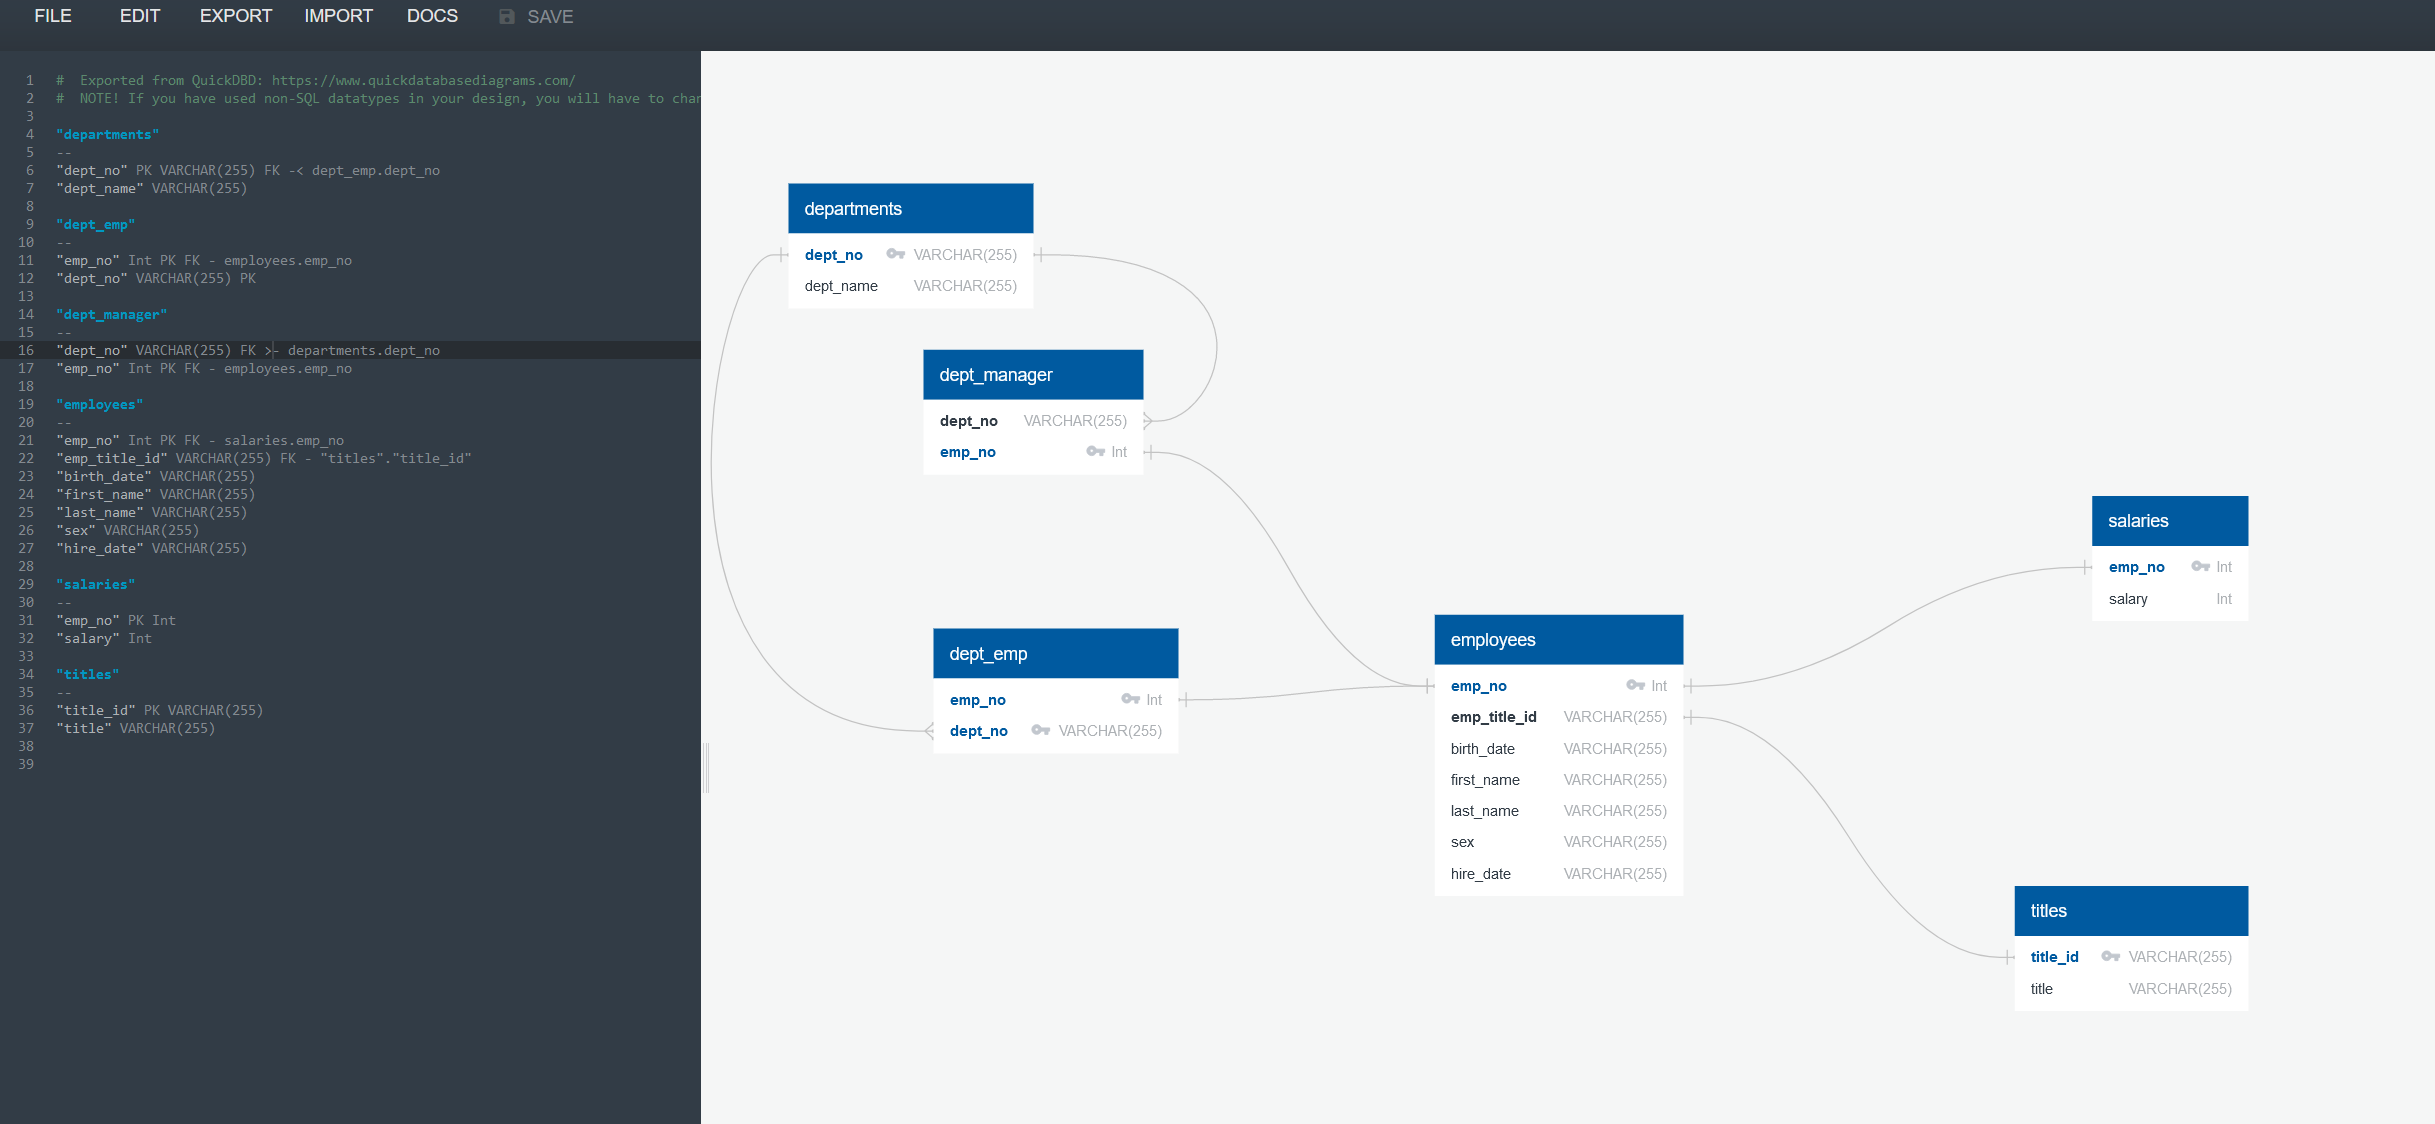 FILE EDIT EXPORT IMPORT DOCS SAVE
1 # Exported from QuickDBD: https://www.quickdatabasediagrams.com/
2 # NOTE! If you have used non-SQL datatypes in your design, you will have to char
3
4 "departments"
5 --
6 "dept_no" PK VARCHAR(255) FK -< dept_emp.dept_no
7 "dept_name" VARCHAR(255)
8
9 "dept_emp"
10 --
11 "emp_no" Int PK FK - employees.emp_no
12 "dept_no" VARCHAR(255) PK
13
14 "dept_manager"
15 --
16 "dept_no" VARCHAR(255) FK >- departments.dept_no
17 "emp_no" Int PK FK - employees.emp_no
18
19 "employees"
20 --
21 "emp_no" Int PK FK - salaries.emp_no
22 "emp_title_id" VARCHAR(255) FK - "titles"."title_id"
23 "birth_date" VARCHAR(255)
24 "first_name" VARCHAR(255)
25 "last_name" VARCHAR(255)
26 "sex" VARCHAR(255)
27 "hire_date" VARCHAR(255)
28
29 "salaries"
30 --
31 "emp_no" PK Int
32 "salary" Int
33
34 "titles"
35 --
36 "title_id" PK VARCHAR(255)
37 "title" VARCHAR(255)
38
39
departments
dept_no VARCHAR(255)
dept_name VARCHAR(255)
dept_manager
dept_no VARCHAR(255)
emp_no Int
dept_emp
emp_no Int
dept_no VARCHAR(255)
employees
emp_no Int
emp_title_id VARCHAR(255)
birth_date VARCHAR(255)
first_name VARCHAR(255)
last_name VARCHAR(255)
sex VARCHAR(255)
hire_date VARCHAR(255)
salaries
emp_no Int
salary Int
titles
title_id VARCHAR(255)
title VARCHAR(255)